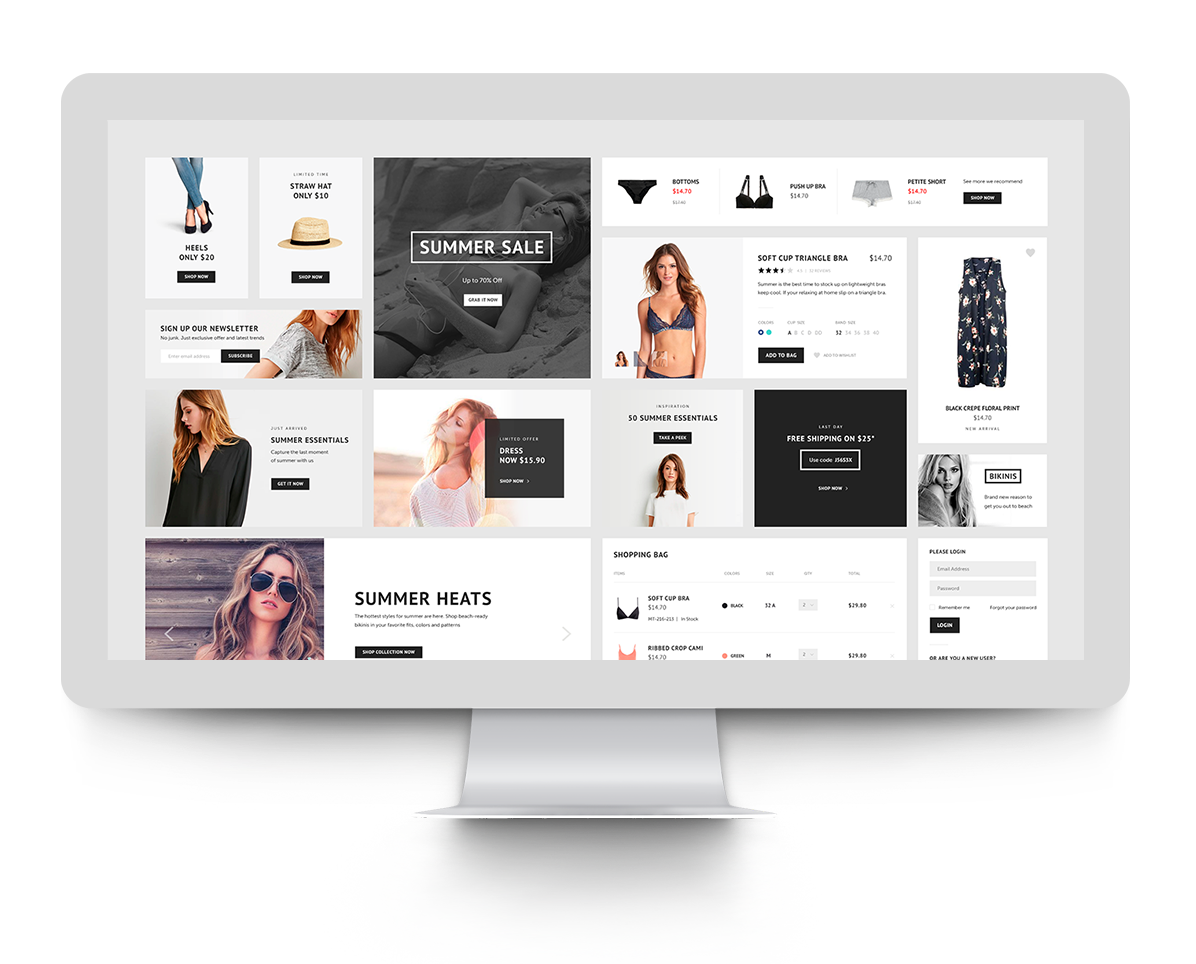 HEELS
ONLY $20
SHOP NOW
LIMITED TIME
STRAW HAT
ONLY $10
SHOP NOW
SUMMER SALE
Up to 70% Off
GRAB IT NOW
BOTTOMS
$14.70
$17.40
PUSH UP BRA
$14.70
PETITE SHORT
$14.70
$17.40
See more we recommend
SHOP NOW
SIGN UP OUR NEWSLETTER
No junk. Just exclusive offer and latest trends
Enter email address
SUBSCRIBE
SOFT CUP TRIANGLE BRA
$14.70
Summer is the best time to stock up on lightweight bras
keep cool. If your relaxing at home slip on a triangle bra.
COLORS
CUP SIZE
BAND SIZE
A B C D DD
32 34 36 38 40
ADD TO BAG
ADD TO WISHLIST
BLACK CREPE FLORAL PRINT
$14.70
NEW ARRIVAL
JUST ARRIVED
SUMMER ESSENTIALS
Capture the last moment
of summer with us
GET IT NOW
LIMITED OFFER
DRESS
NOW $15.90
SHOP NOW >
INSPIRATION
50 SUMMER ESSENTIALS
TAKE A PEEK
LAST DAY
FREE SHIPPING ON $25*
Use code J5653X
SHOP NOW >
BIKINIS
Brand new reason to
get you out to beach
SUMMER HEATS
The hottest styles for summer are here. Shop beach-ready
bikinis in your favorite fits, colors and patterns
SHOP COLLECTION NOW
SHOPPING BAG
ITEMS
COLORS
SIZE
QTY
TOTAL
SOFT CUP BRA
$14.70
MT-216-213 | In Stock
BLACK
32 A
2
$29.80
RIBBED CROP CAMI
$14.70
GREEN
M
2
$29.80
PLEASE LOGIN
Email Address
Password
Remember me
Forgot your password
LOGIN
OR ARE YOU A NEW USER?